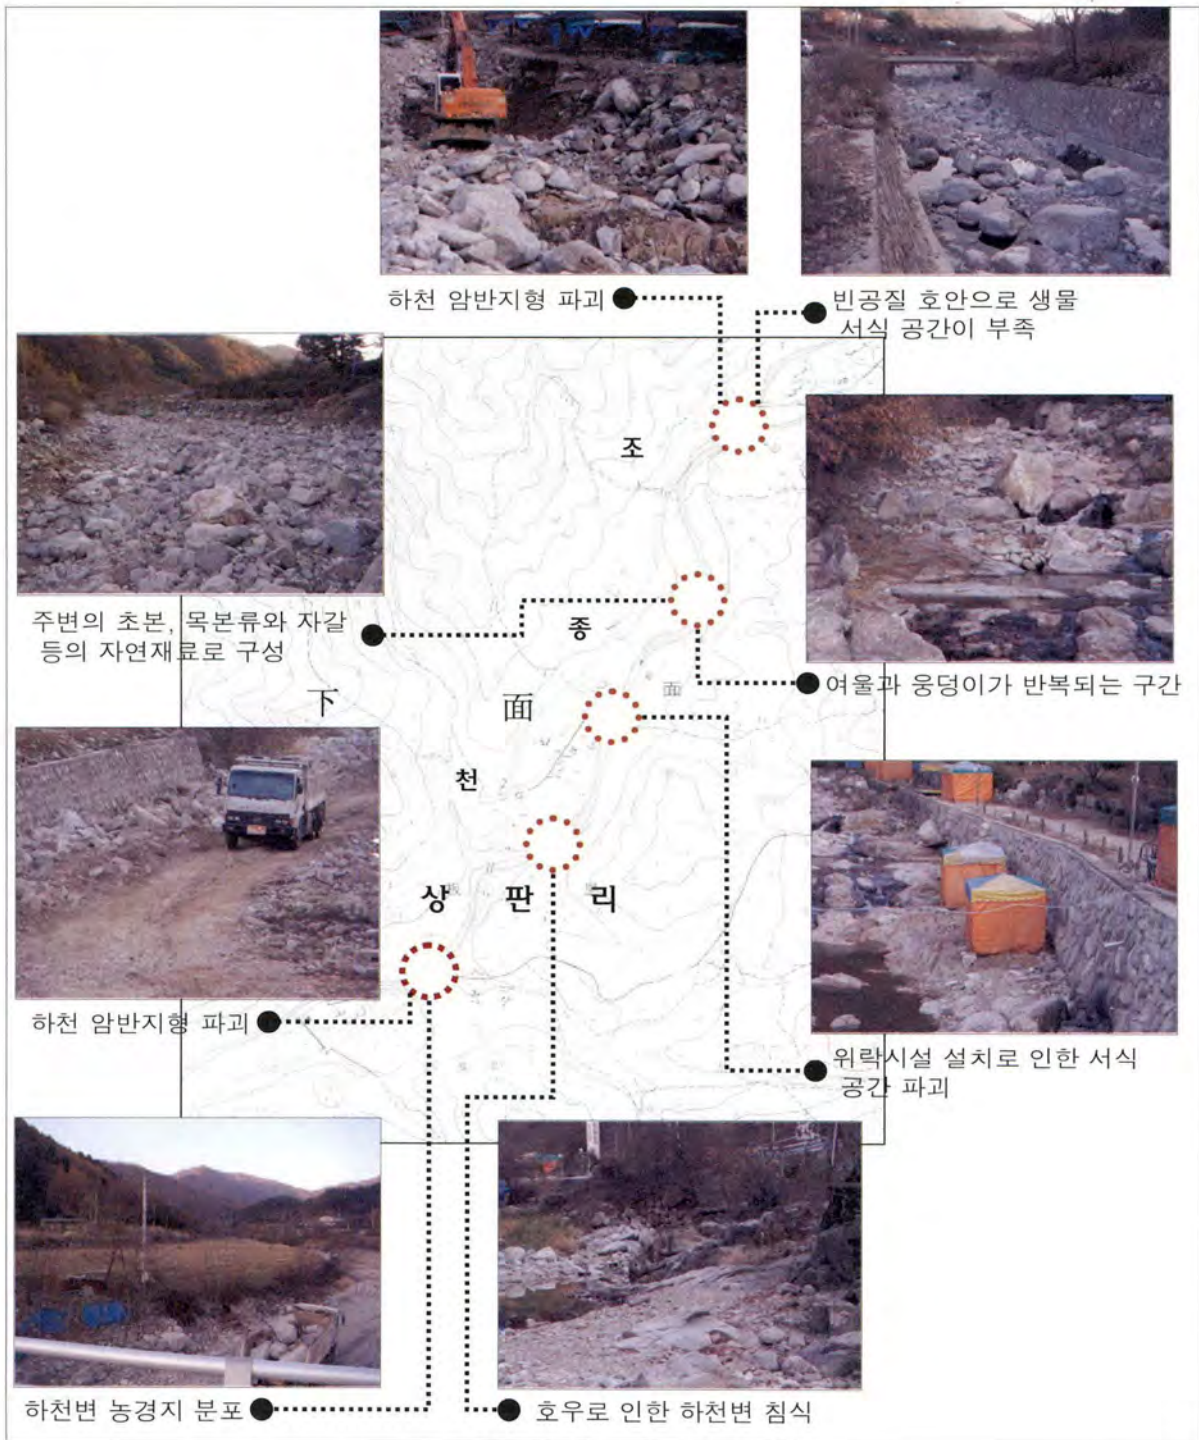 하천 암반지형 파괴
빈공질 호안으로 생물
서식 공간이 부족
조
주변의 초본, 목본류와 자갈
등의 자연재료로 구성
종
여울과 웅덩이가 반복되는 구간
下 面
面
천
상 판 리
하천 암반지형 파괴
위락시설 설치로 인한 서식
공간 파괴
하천변 농경지 분포
호우로 인한 하천변 침식